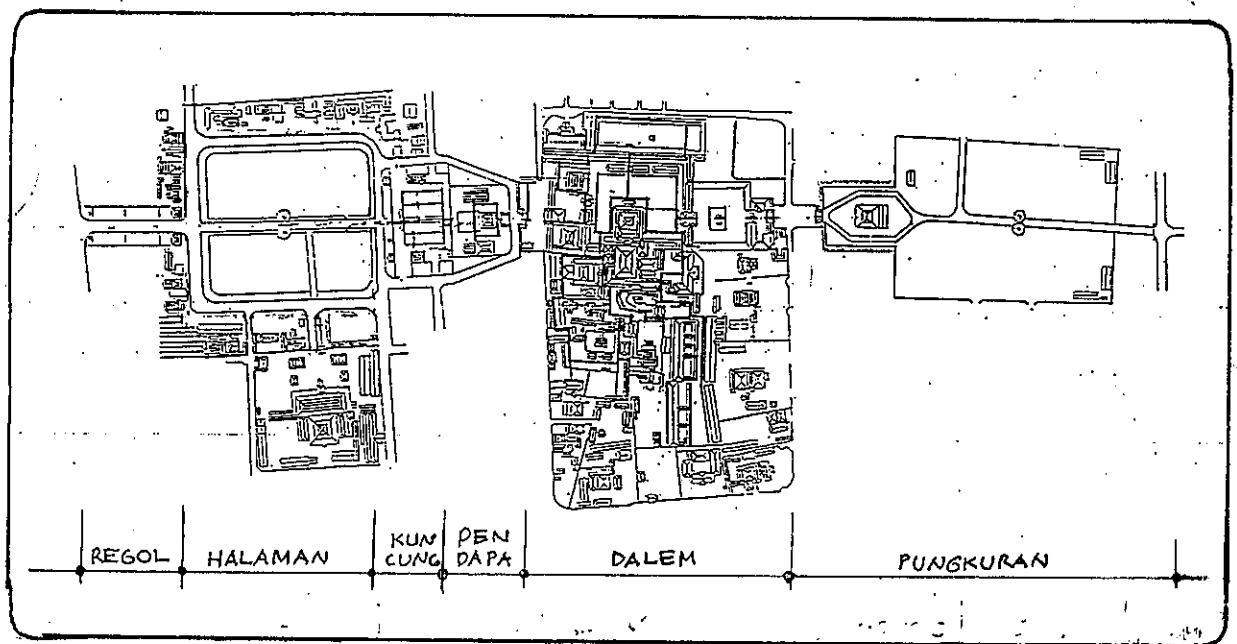 REGOL
HALAMAN
KUN
CUNG
PEN
DAPA
DALEM
PUNGKURAN